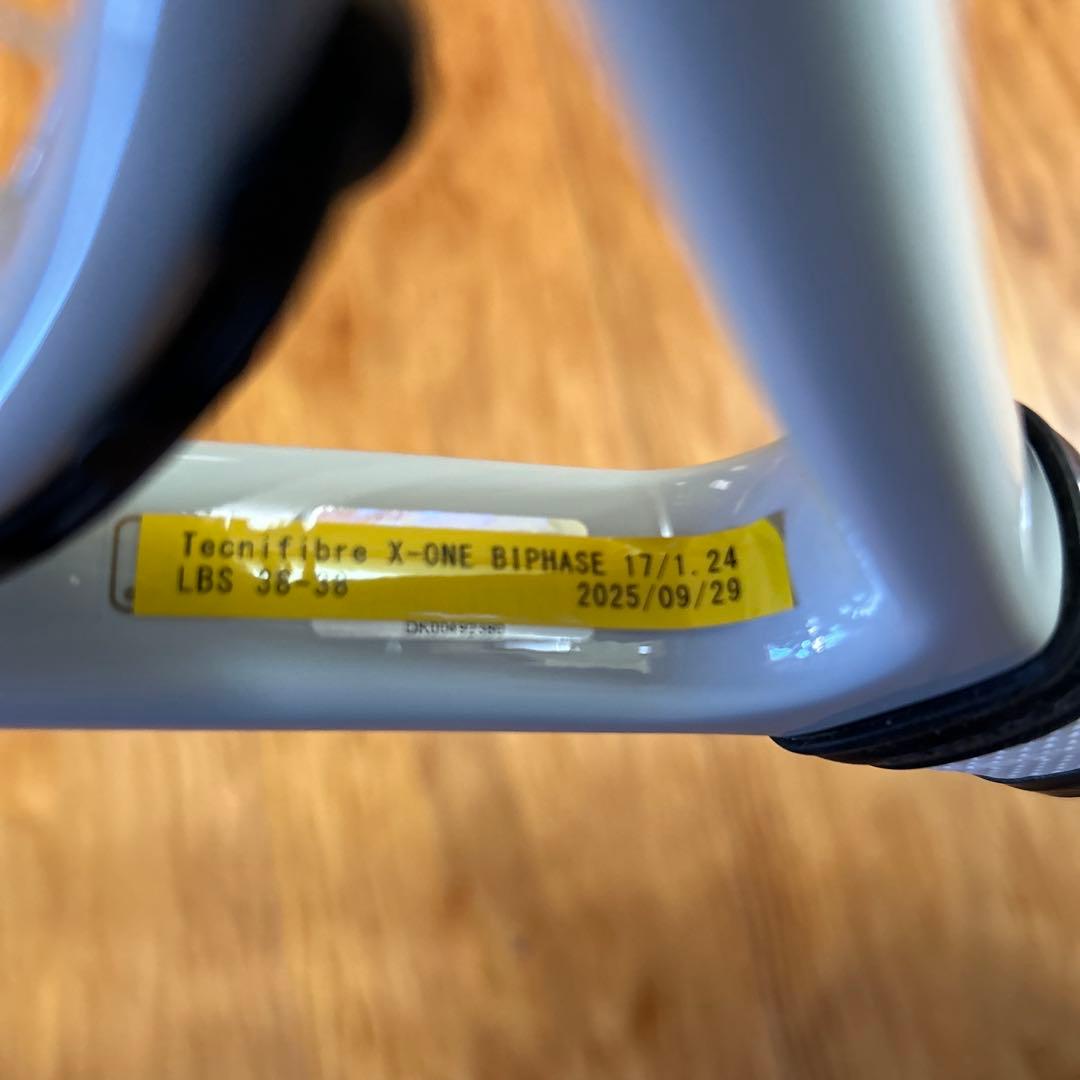 Tecnifibre X-ONE BIPHASE 17/1.24
LBS 38-38
2025/09/29